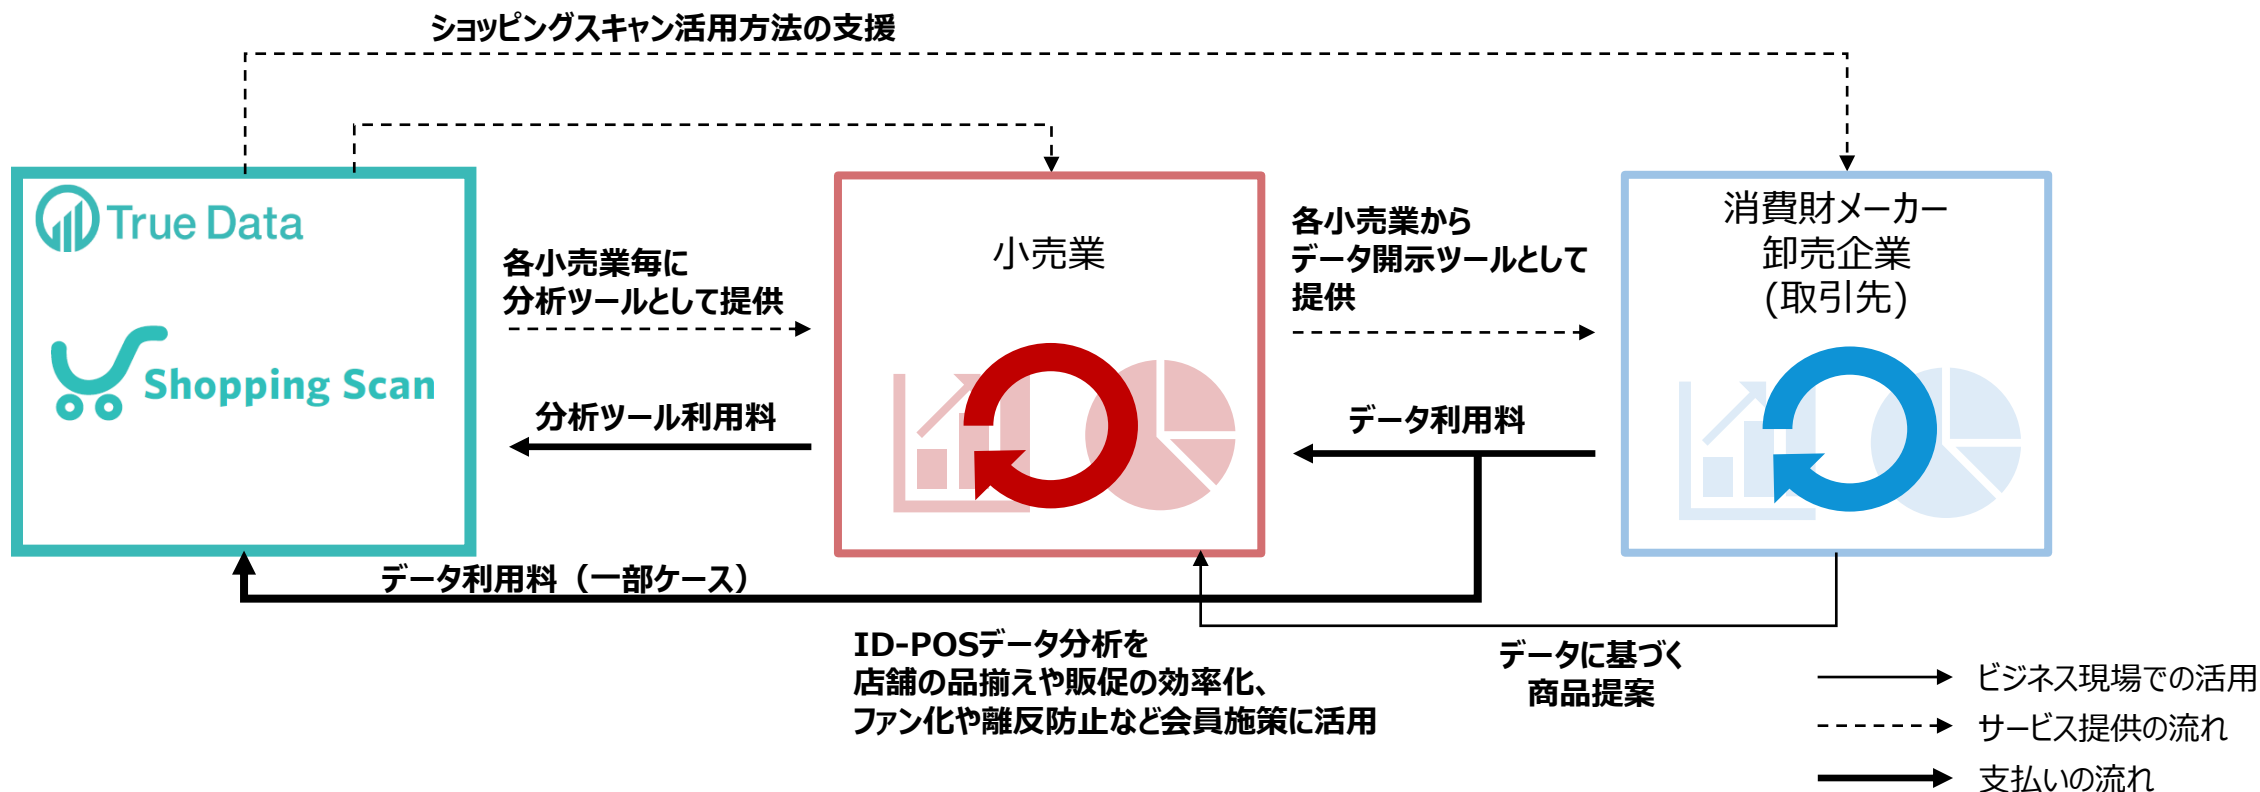 ショッピングスキャン活用方法の支援
True Data
Shopping Scan
各小売業毎に
分析ツールとして提供
分析ツール利用料
小売業
各小売業から
データ開示ツールとして
提供
データ利用料
消費財メーカー
卸売企業
(取引先)
データ利用料（一部ケース）
ID-POSデータ分析を
店舗の品揃えや販促の効率化、
ファン化や離反防止など会員施策に活用
データに基づく
商品提案
ビジネス現場での活用
サービス提供の流れ
支払いの流れ